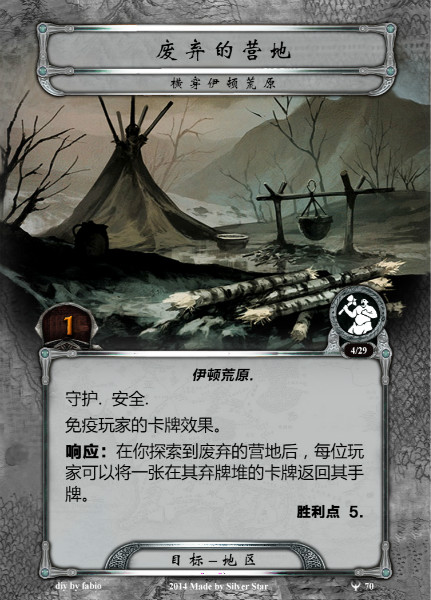 废弃的营地
横穿伊顿荒原
1
4/29
伊顿荒原.
守护. 安全.
免疫玩家的卡牌效果。
响应：在你探索到废弃的营地后，每位玩
家可以将一张在其弃牌堆的卡牌返回其手
牌。
胜利点 5.
目标－地区
diy by fabio 2014 Made by Silver Star 70